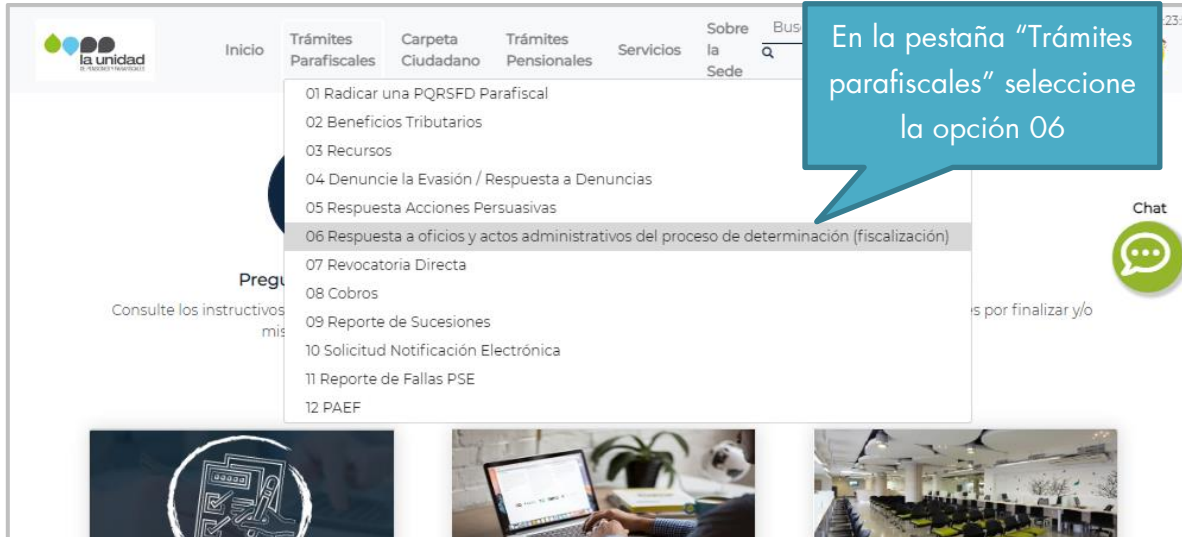 la unidad
DE PENSIONES Y PARAFISCALES
Inicio
Trámites
Parafiscales
Carpeta
Ciudadano
Trámites
Pensionales
Servicios
Sobre
la
Sede
En la pestaña “Trámites
parafiscales” seleccione
la opción 06
01 Radicar una PQRSFD Parafiscal
02 Beneficios Tributarios
03 Recursos
04 Denuncie la Evasión / Respuesta a Denuncias
05 Respuesta Acciones Persuasivas
06 Respuesta a oficios y actos administrativos del proceso de determinación (fiscalización)
07 Revocatoria Directa
08 Cobros
09 Reporte de Sucesiones
10 Solicitud Notificación Electrónica
11 Reporte de Fallas PSE
12 PAEF
Chat
Consulte los instructivos
s por finalizar y/o